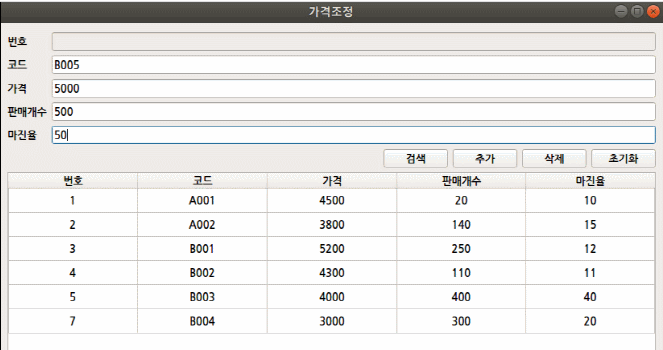 가격조정
번호
코드 B005
가격 5000
판매개수 500
마진율 50
검색 추가 삭제 초기화
번호 코드 가격 판매개수 마진율
1 A001 4500 20 10
2 A002 3800 140 15
3 B001 5200 250 12
4 B002 4300 110 11
5 B003 4000 400 40
7 B004 3000 300 20